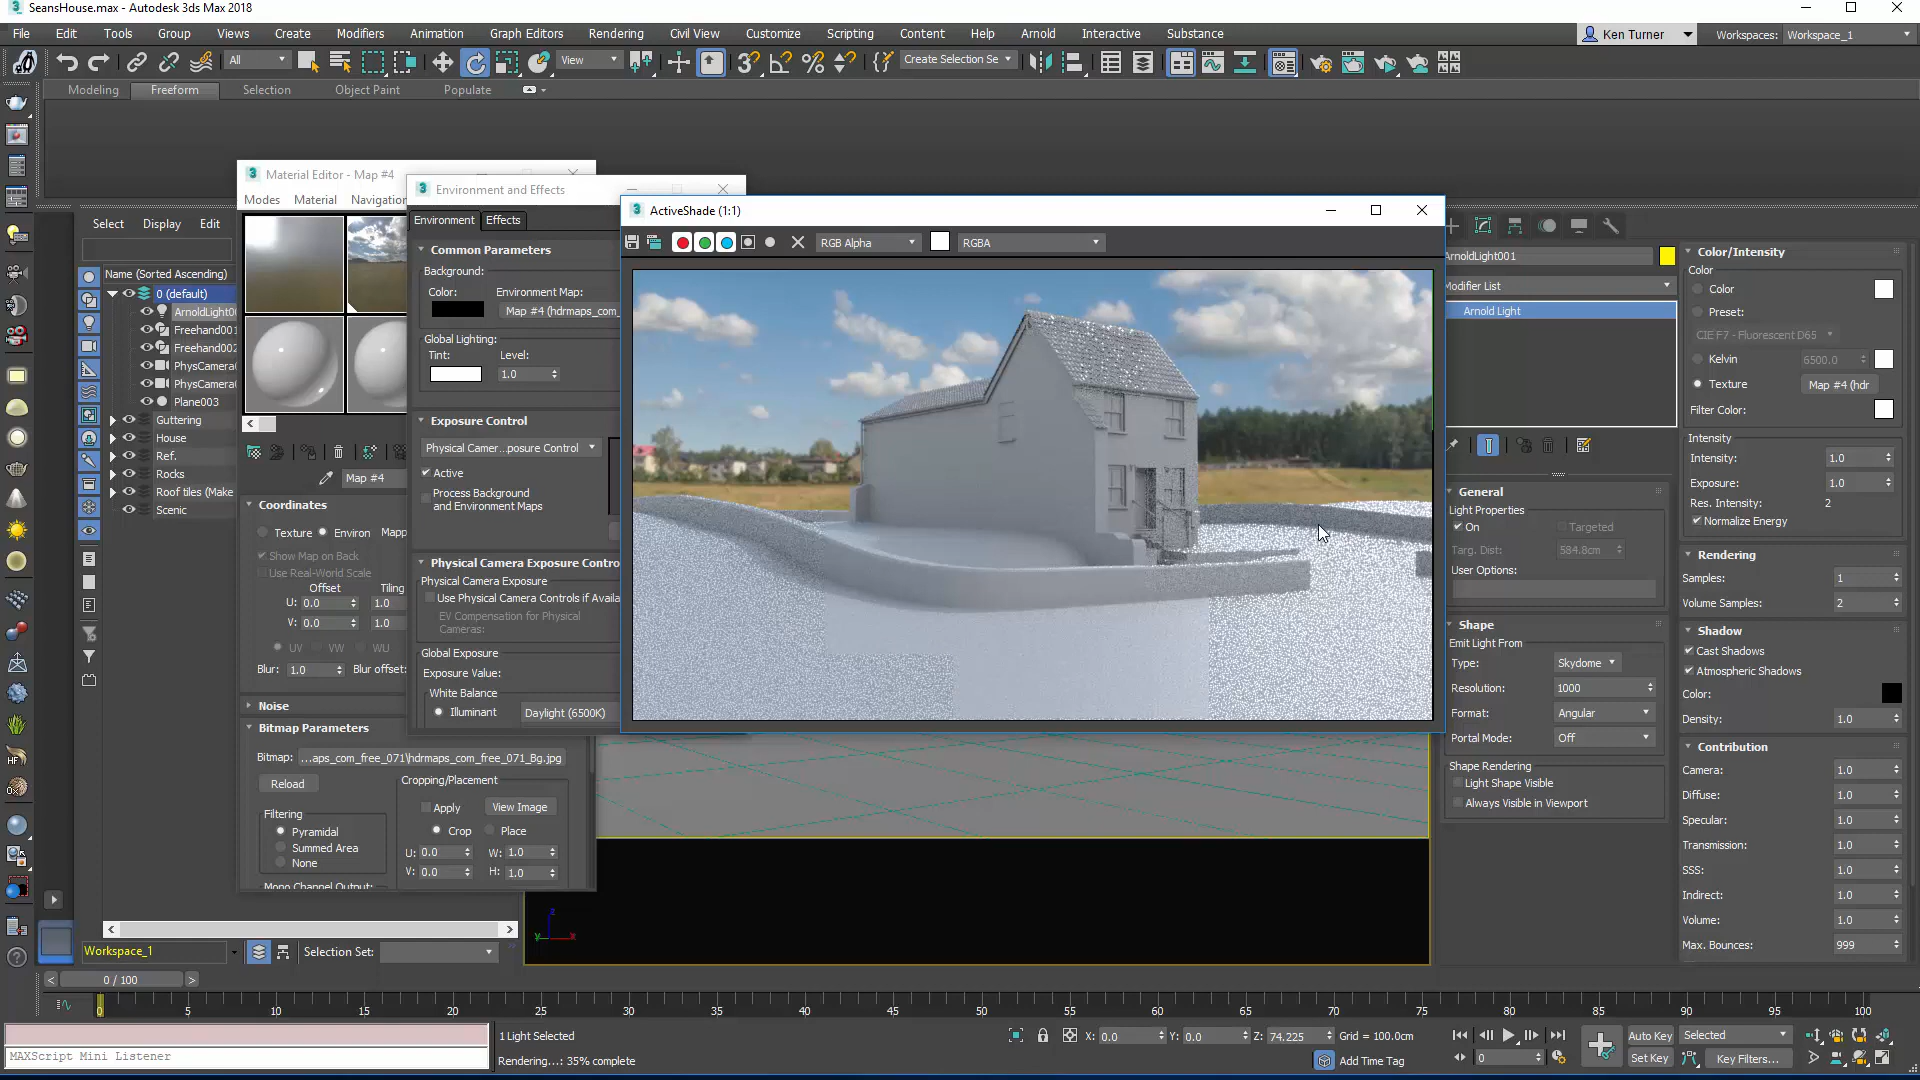 SeansHouse.max - Autodesk 3ds Max 2018
File Edit Tools Group Views Create Modifiers Animation Graph Editors Rendering Civil View Customize Scripting Content Help Arnold Interactive Substance
Ken Turner Workspaces: Workspace_1
All View Create Selection Se
Modeling Freeform Selection Object Paint Populate
Select Display Edit
Name (Sorted Ascending)
0 (default)
ArnoldLight00
Freehand001
Freehand002
PhysCamera0
PhysCamera0
Plane003
Guttering
House
Ref.
Rocks
Roof tiles (Make
Scenic
Workspace_1
Selection Set:
Material Editor - Map #4
Modes Material Navigation
Map #4
Coordinates
Texture Environ Mapp
Show Map on Back
Use Real-World Scale
Offset Tiling
U: 0.0 1.0
V: 0.0 1.0
UV VW WU
Blur: 1.0 Blur offset:
Noise
Bitmap Parameters
Bitmap: ...aps_com_free_071\hdrmaps_com_free_071_Bg.jpg
Reload
Cropping/Placement
Apply View Image
Filtering
Pyramidal
Summed Area
None
Crop Place
U: 0.0 W: 1.0
V: 0.0 H: 1.0
Mono Channel Output:
Environment and Effects
Environment Effects
Common Parameters
Background:
Color: Environment Map:
Map #4 (hdrmaps_com_
Global Lighting:
Tint: Level:
1.0
Exposure Control
Physical Camer...posure Control
Active
Process Background
and Environment Maps
Physical Camera Exposure Contro
Physical Camera Exposure
Use Physical Camera Controls if Availa
EV Compensation for Physical
Cameras:
Global Exposure
Exposure Value:
White Balance
Illuminant Daylight (6500K)
ActiveShade (1:1)
RGB Alpha RGBA
ArnoldLight001
Modifier List
Arnold Light
General
Light Properties
On Targeted
Targ. Dist: 584.8cm
User Options:
Shape
Emit Light From
Type: Skydome
Resolution: 1000
Format: Angular
Portal Mode: Off
Shape Rendering
Light Shape Visible
Always Visible in Viewport
Color/Intensity
Color
Color
Preset:
CIE F7 - Fluorescent D65
Kelvin 6500.0
Texture Map #4 (hdr
Filter Color:
Intensity
Intensity: 1.0
Exposure: 1.0
Res. Intensity: 2
Normalize Energy
Rendering
Samples: 1
Volume Samples: 2
Shadow
Cast Shadows
Atmospheric Shadows
Color:
Density: 1.0
Contribution
Camera: 1.0
Diffuse: 1.0
Specular: 1.0
Transmission: 1.0
SSS: 1.0
Indirect: 1.0
Volume: 1.0
Max. Bounces: 999
z
y x
0 / 100
0 5 10 15 20 25 30 35 40 45 50 55 60 65 70 75 80 85 90 95 100
MAXScript Mini Listener
1 Light Selected
Rendering...: 35% complete
X: 0.0 Y: 0.0 Z: 74.225 Grid = 100.0cm
Add Time Tag
0
Auto Key Selected
Set Key Key Filters...